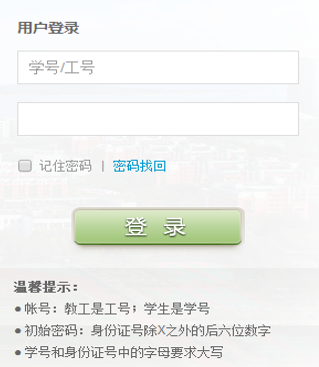 用户登录
学号/工号
记住密码 | 密码找回
登 录
温馨提示：
● 帐号：教工是工号；学生是学号
● 初始密码：身份证号除X之外的后六位数字
● 学号和身份证号中的字母要求大写